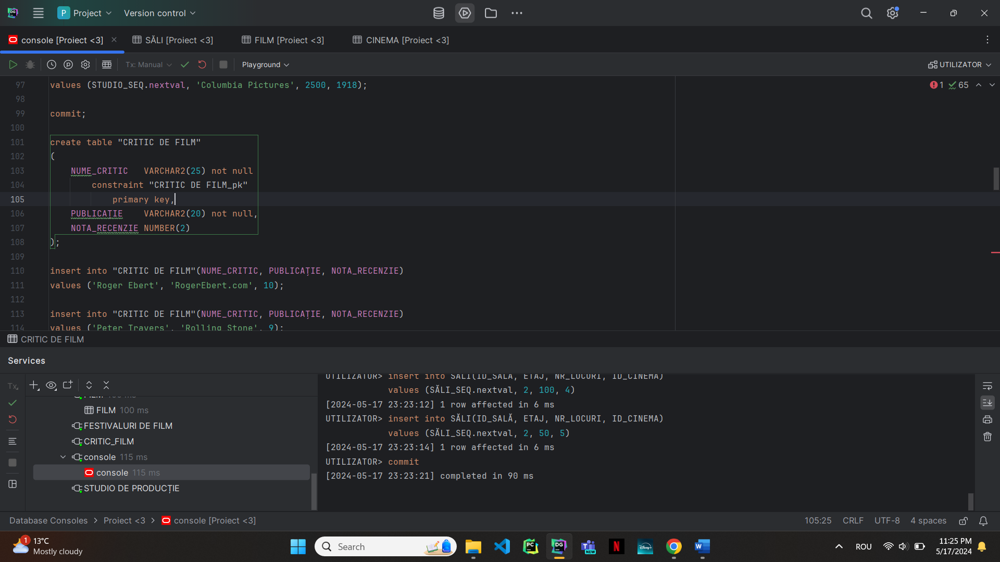 P Project Version control
console [Proiect <3] SĂLI [Proiect <3] FILM [Proiect <3] CINEMA [Proiect <3]
Tx: Manual Playground UTILIZATOR
97 values (STUDIO_SEQ.nextval, 'Columbia Pictures', 2500, 1918); 1 65
98
99 commit;
100
101 create table "CRITIC DE FILM"
102 (
103 NUME_CRITIC VARCHAR2(25) not null
104 constraint "CRITIC DE FILM_pk"
105 primary key,
106 PUBLICAȚIE VARCHAR2(20) not null,
107 NOTA_RECENZIE NUMBER(2)
108 );
109
110 insert into "CRITIC DE FILM"(NUME_CRITIC, PUBLICAȚIE, NOTA_RECENZIE)
111 values ('Roger Ebert', 'RogerEbert.com', 10);
112
113 insert into "CRITIC DE FILM"(NUME_CRITIC, PUBLICAȚIE, NOTA_RECENZIE)
114 values ('Peter Travers', 'Rolling Stone', 9);
CRITIC DE FILM
Services
Tx
FILM 100 ms
FILM 100 ms
FESTIVALURI DE FILM
CRITIC_FILM
console 115 ms
console 115 ms
STUDIO DE PRODUCȚIE
UTILIZATOR> insert into SĂLI(ID_SALĂ, ETAJ, NR_LOCURI, ID_CINEMA)
values (SĂLI_SEQ.nextval, 2, 100, 4)
[2024-05-17 23:23:12] 1 row affected in 6 ms
UTILIZATOR> insert into SĂLI(ID_SALĂ, ETAJ, NR_LOCURI, ID_CINEMA)
values (SĂLI_SEQ.nextval, 2, 50, 5)
[2024-05-17 23:23:14] 1 row affected in 6 ms
UTILIZATOR> commit
[2024-05-17 23:23:21] completed in 90 ms
Database Consoles > Proiect <3 > console [Proiect <3] 105:25 CRLF UTF-8 4 spaces
1 13°C
Mostly cloudy
Search
PC DG NEW N Disney+ W
ROU
11:25 PM
5/17/2024